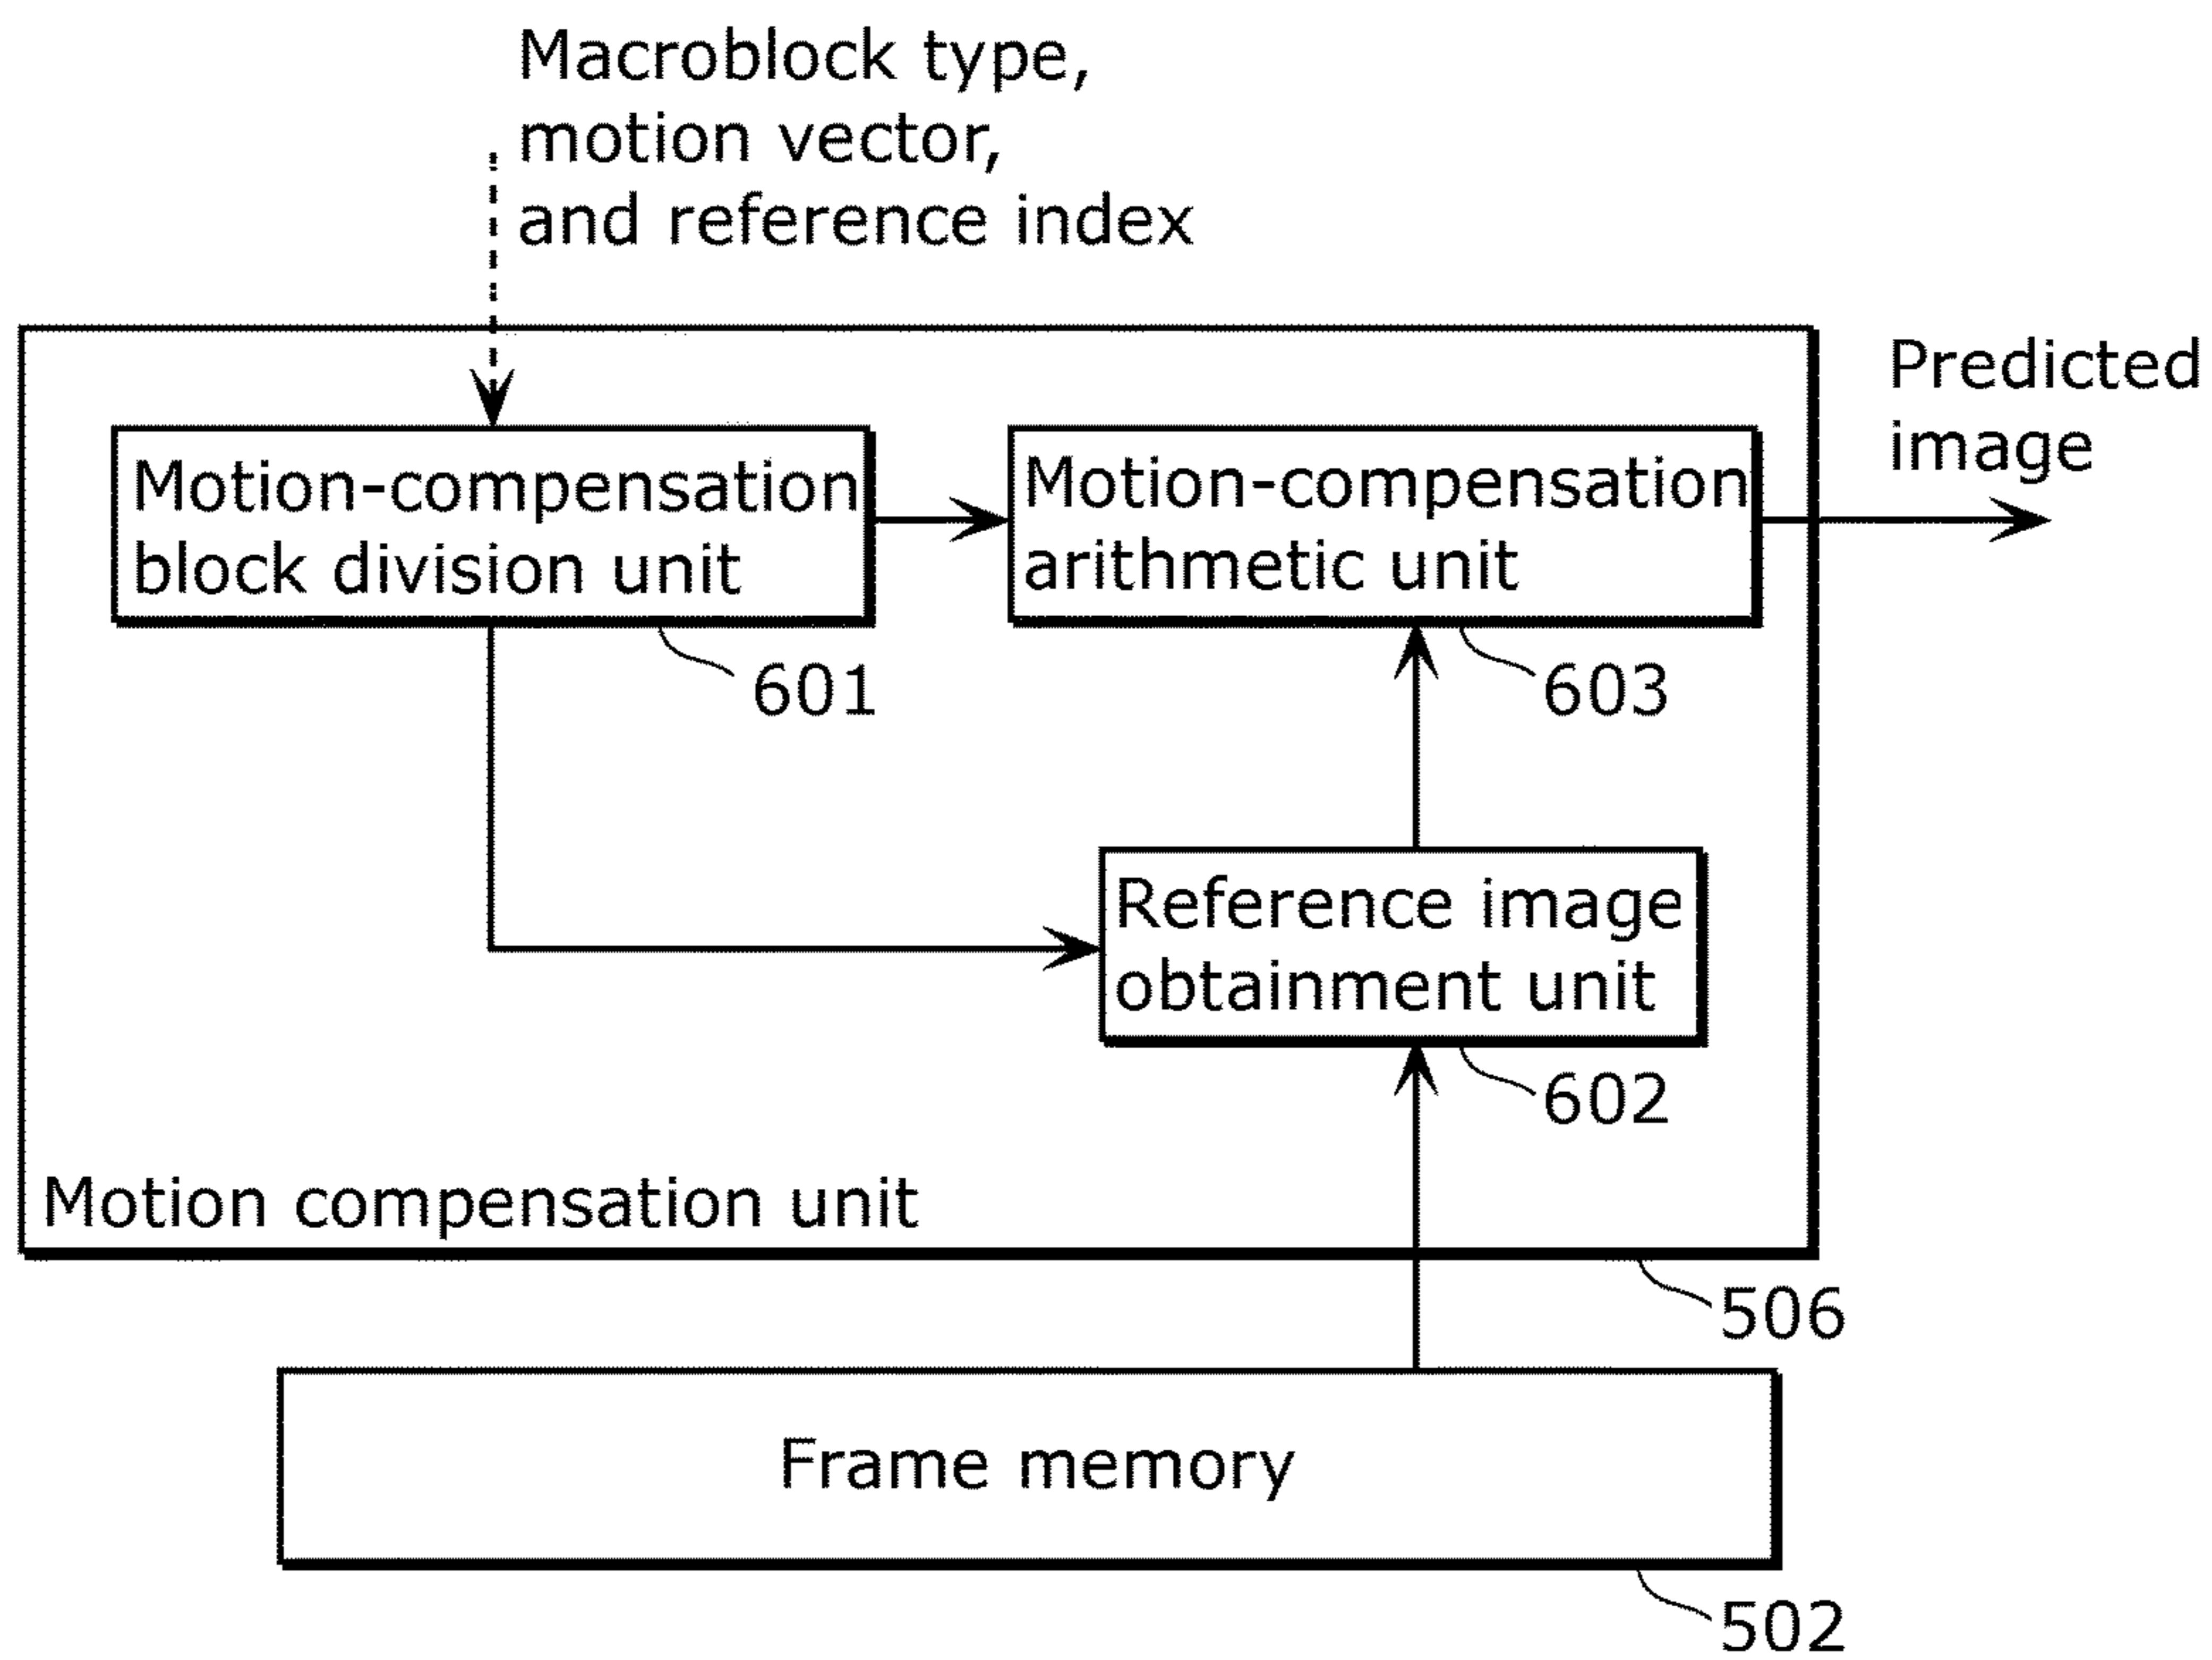 Macroblock type,
motion vector,
and reference index
Predicted
image
Motion-compensation
block division unit
601
Motion-compensation
arithmetic unit
603
Reference image
obtainment unit
602
Motion compensation unit
506
Frame memory
502